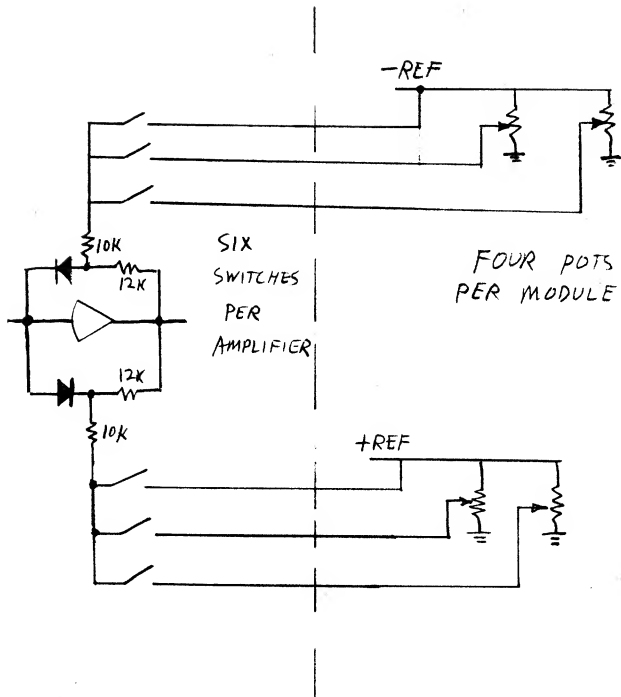 -REF
10K
12K
SIX
SWITCHES
PER
AMPLIFIER
FOUR POTS
PER MODULE
12K
10K
+REF